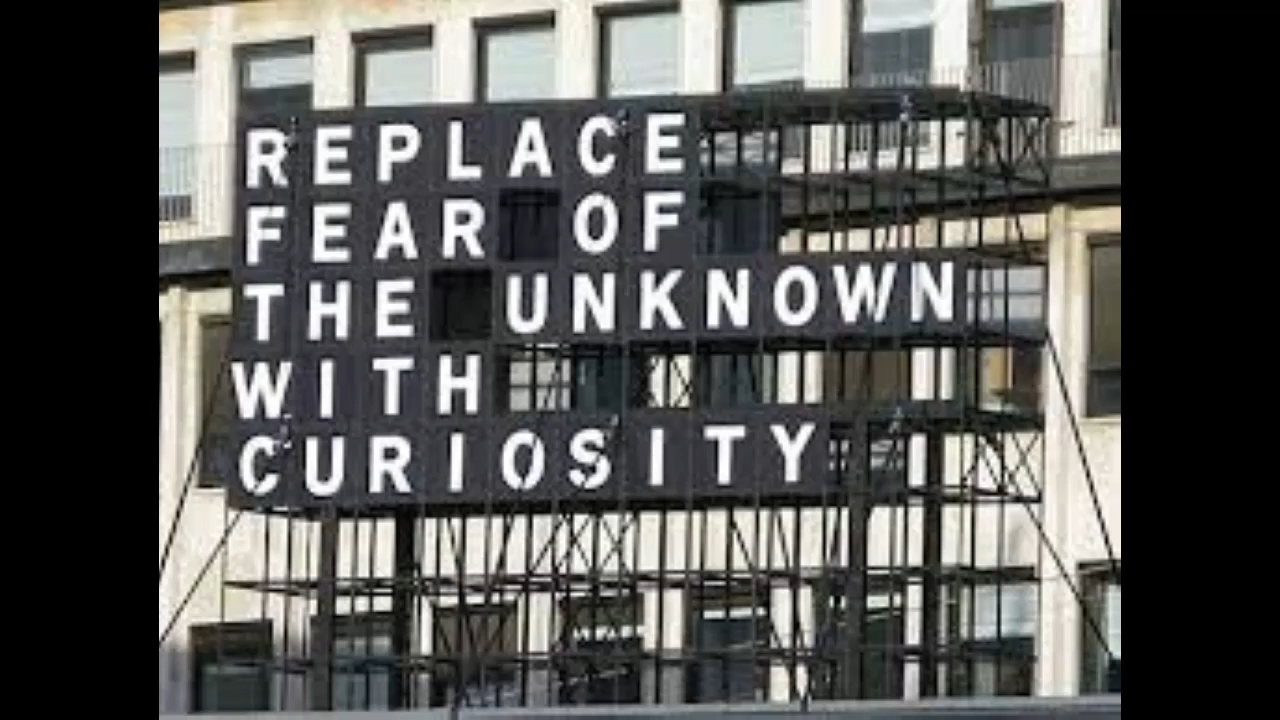 REPLACE
FEAR OF
THE UNKNOWN
WITH
CURIOSITY